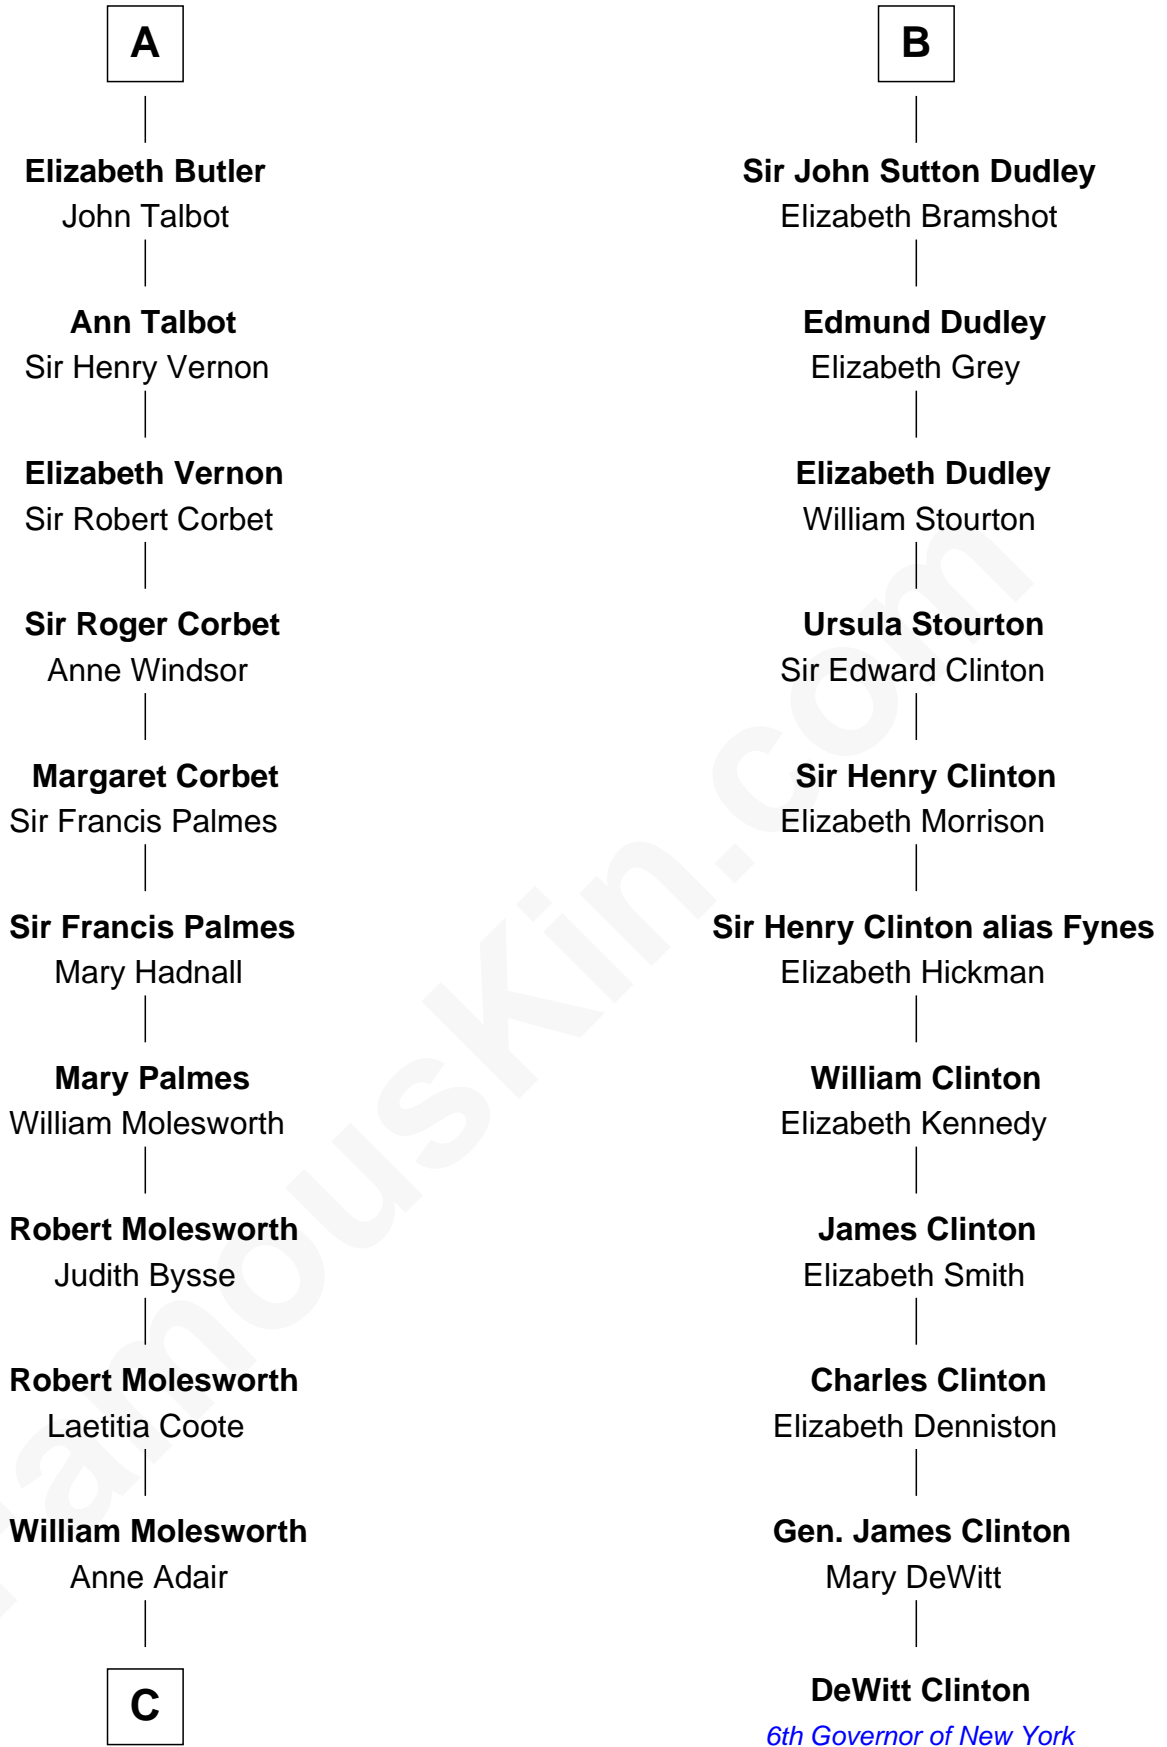 A
Elizabeth Butler
John Talbot
Ann Talbot
Sir Henry Vernon
Elizabeth Vernon
Sir Robert Corbet
Sir Roger Corbet
Anne Windsor
Margaret Corbet
Sir Francis Palmes
Sir Francis Palmes
Mary Hadnall
Mary Palmes
William Molesworth
Robert Molesworth
Judith Bysse
Robert Molesworth
Laetitia Coote
William Molesworth
Anne Adair
C
B
Sir John Sutton Dudley
Elizabeth Bramshot
Edmund Dudley
Elizabeth Grey
Elizabeth Dudley
William Stourton
Ursula Stourton
Sir Edward Clinton
Sir Henry Clinton
Elizabeth Morrison
Sir Henry Clinton alias Fynes
Elizabeth Hickman
William Clinton
Elizabeth Kennedy
James Clinton
Elizabeth Smith
Charles Clinton
Elizabeth Denniston
Gen. James Clinton
Mary DeWitt
DeWitt Clinton
6th Governor of New York
FamousKin.com